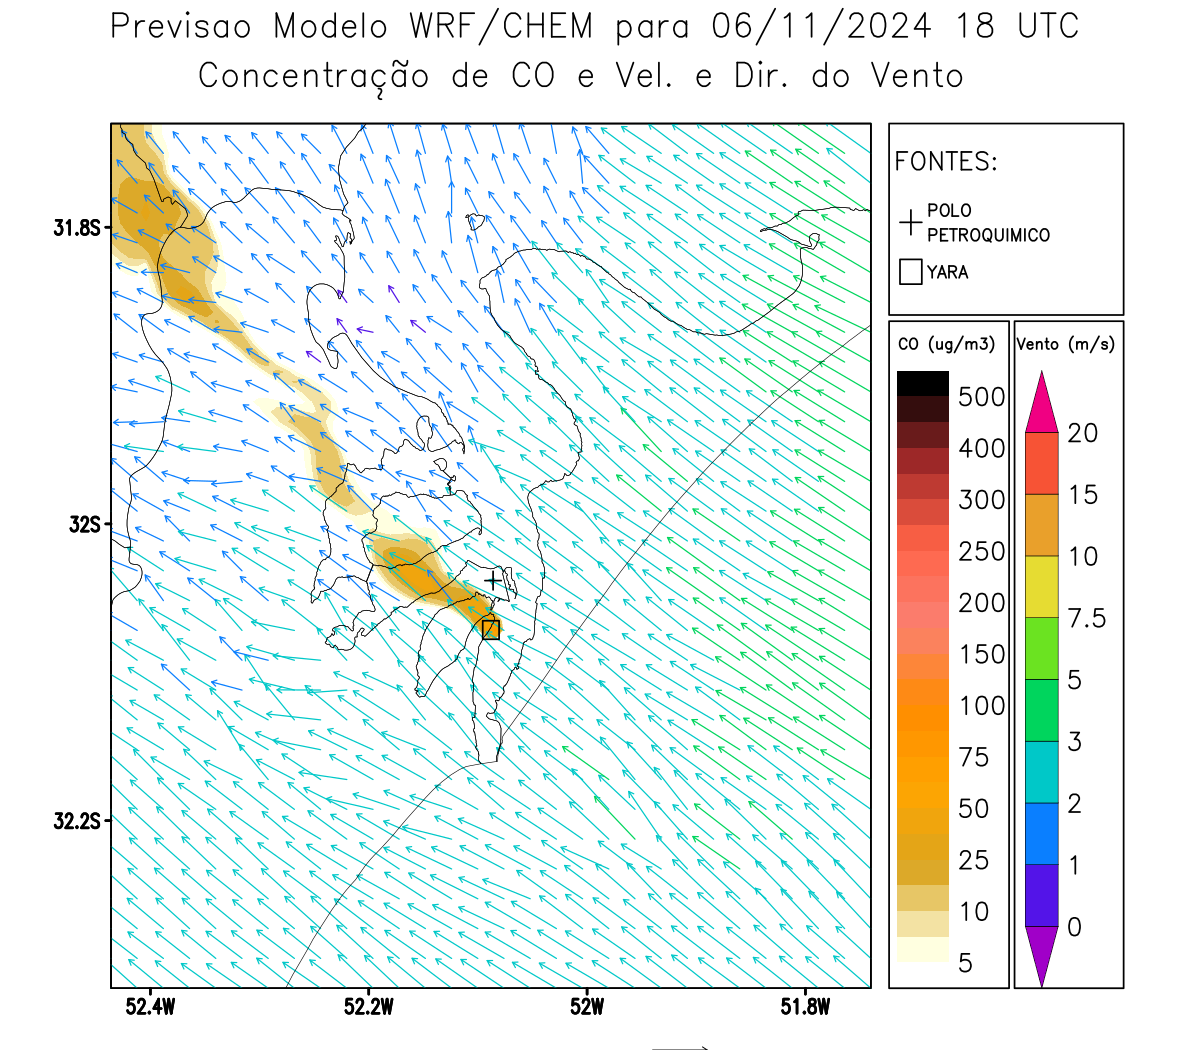 Previsao Modelo WRF/CHEM para 06/11/2024 18 UTC
Concentração de CO e Vel. e Dir. do Vento
FONTES:
POLO
PETROQUIMICO
YARA
CO (ug/m3)
500
400
300
250
200
150
100
75
50
25
10
5
Vento (m/s)
20
15
10
7.5
5
3
2
1
0
31.8S
32S
32.2S
52.4W 52.2W 52W 51.8W